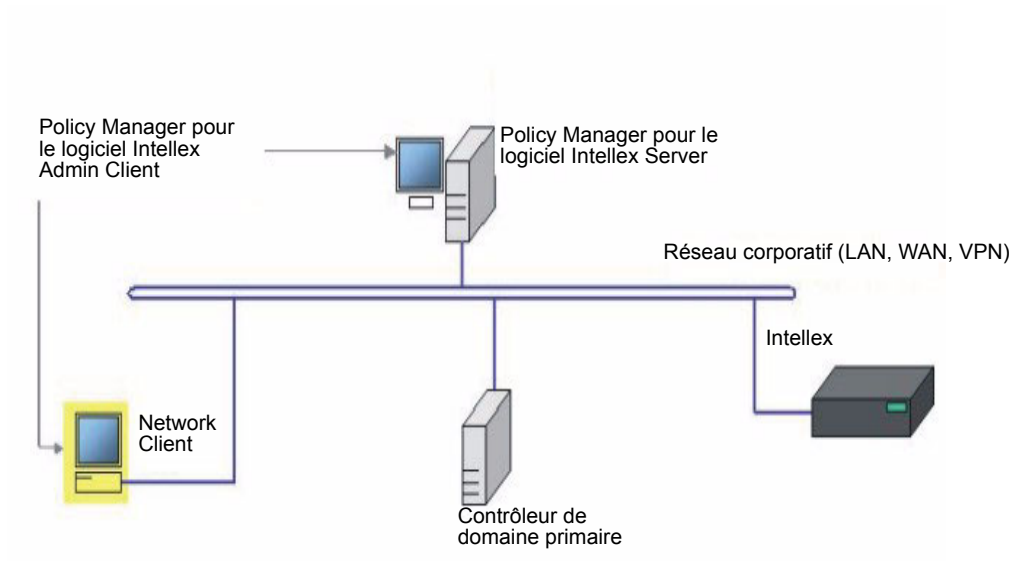 Policy Manager pour
le logiciel Intellex
Admin Client
Policy Manager pour le
logiciel Intellex Server
Réseau corporatif (LAN, WAN, VPN)
Intellex
Network
Client
Contrôleur de
domaine primaire